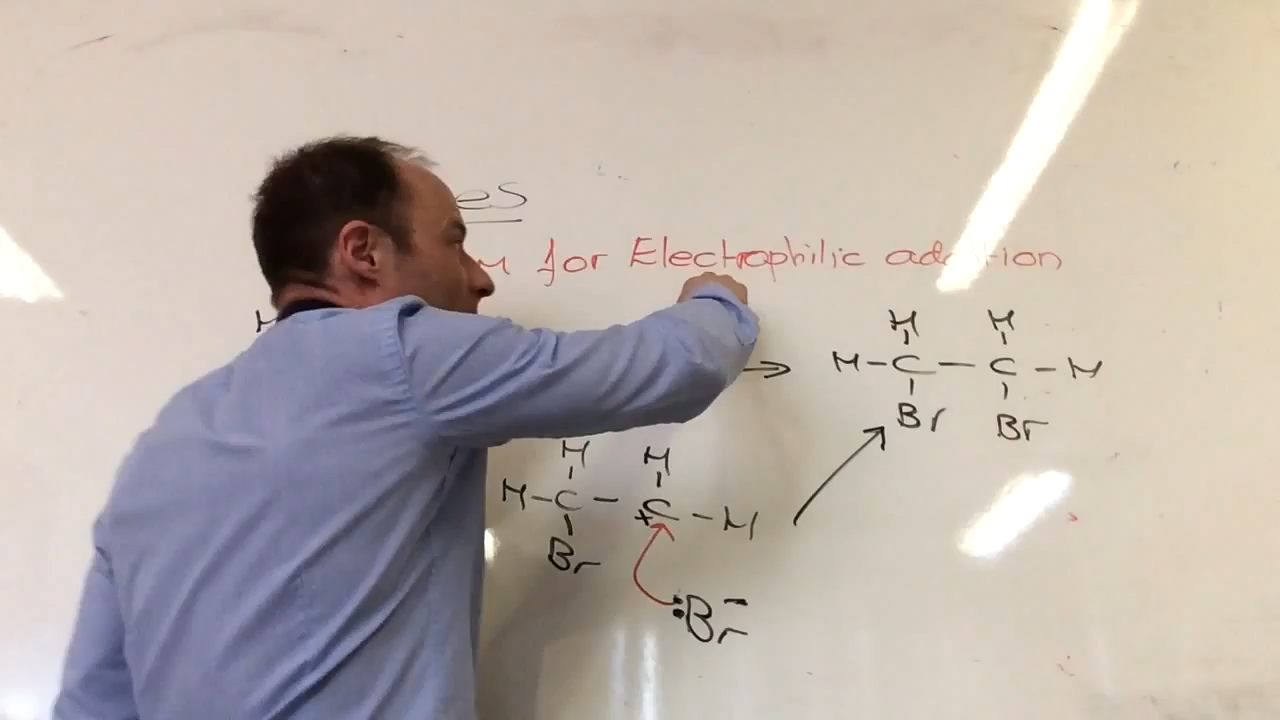 es
for Electrophilic addition
H H
H-C-C-H
Br Br
H H
H-C-C-H
+
Br
:Br-